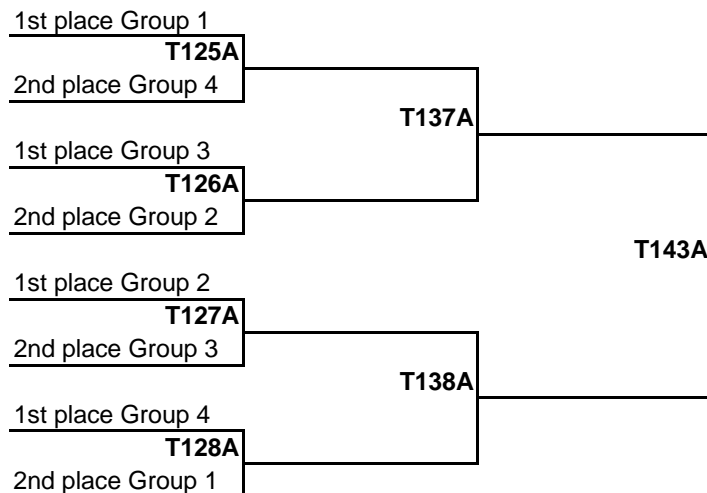 1st place Group 1
T125A
2nd place Group 4
T137A
1st place Group 3
T126A
2nd place Group 2
T143A
1st place Group 2
T127A
2nd place Group 3
T138A
1st place Group 4
T128A
2nd place Group 1